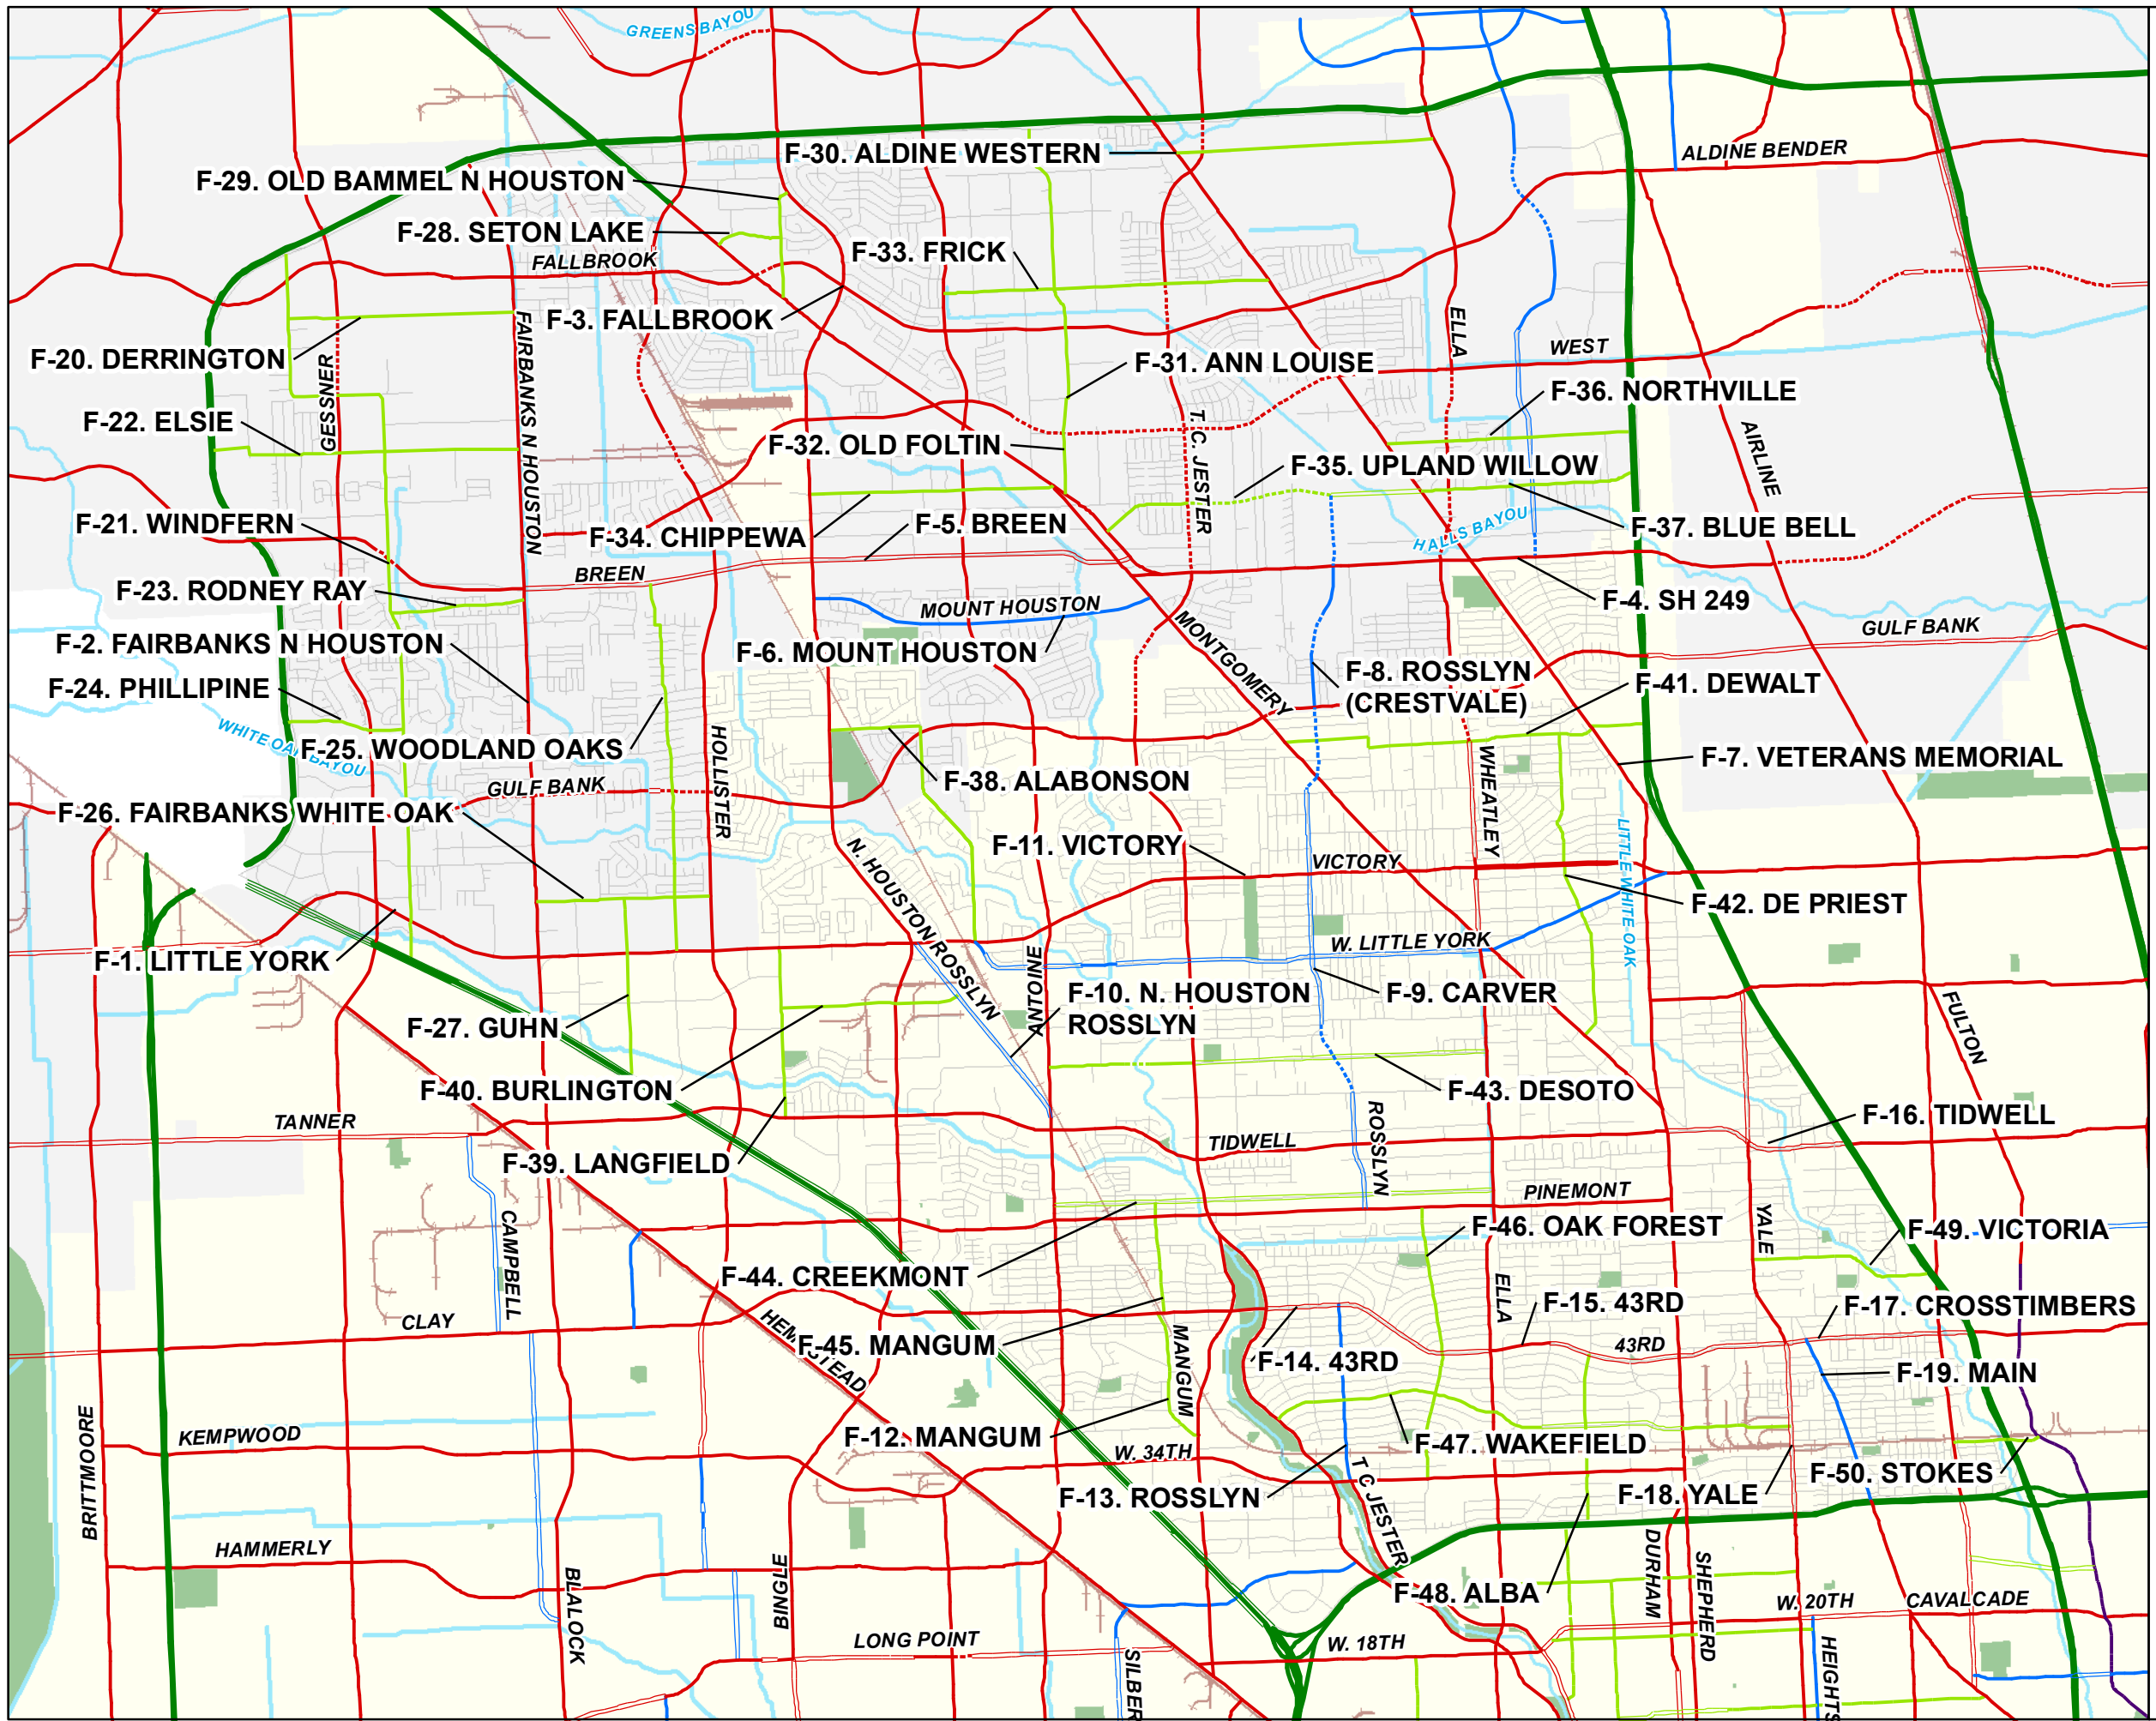 GREENS BAYOU
ALDINE BENDER
F-30. ALDINE WESTERN
F-29. OLD BAMMEL N HOUSTON
F-28. SETON LAKE
F-33. FRICK
FALLBROOK
F-3. FALLBROOK
F-20. DERRINGTON
GESSNER
FAIRBANKS N HOUSTON
ELLA
WEST
F-31. ANN LOUISE
F-36. NORTHVILLE
F-22. ELSIE
F-32. OLD FOLTIN
T. C. JESTER
AIRLINE
F-35. UPLAND WILLOW
F-21. WINDFERN
F-34. CHIPPEWA
F-5. BREEN
HALLS BAYOU
F-37. BLUE BELL
BREEN
F-23. RODNEY RAY
MOUNT HOUSTON
F-4. SH 249
GULF BANK
F-2. FAIRBANKS N HOUSTON
F-6. MOUNT HOUSTON
MONTGOMERY
F-8. ROSSLYN
(CRESTVALE)
F-24. PHILLIPINE
F-41. DEWALT
WHITE OAK BAYOU
F-25. WOODLAND OAKS
HOLLISTER
WHEATLEY
F-7. VETERANS MEMORIAL
F-38. ALABONSON
GULF BANK
F-26. FAIRBANKS WHITE OAK
N. HOUSTON ROSSLYN
F-11. VICTORY
VICTORY
LITTLE WHITE OAK
F-42. DE PRIEST
F-1. LITTLE YORK
ANTOINE
W. LITTLE YORK
F-10. N. HOUSTON
ROSSLYN
F-9. CARVER
F-27. GUHN
FULTON
F-40. BURLINGTON
F-43. DESOTO
TANNER
ROSSLYN
F-16. TIDWELL
TIDWELL
F-39. LANGFIELD
PINEMONT
CAMPBELL
YALE
F-46. OAK FOREST
F-49. VICTORIA
F-44. CREEKMONT
ELLA
F-15. 43RD
F-17. CROSSTIMBERS
CLAY
HEMPSTEAD
F-45. MANGUM
MANGUM
43RD
F-14. 43RD
F-19. MAIN
BRITTMOORE
KEMPWOOD
F-12. MANGUM
W. 34TH
F-47. WAKEFIELD
F-50. STOKES
F-13. ROSSLYN
T C JESTER
F-18. YALE
HAMMERLY
DURHAM
SHEPHERD
BLALOCK
BINGLE
F-48. ALBA
W. 20TH
CAVALCADE
LONG POINT
W. 18TH
SILBER
HEIGHTS